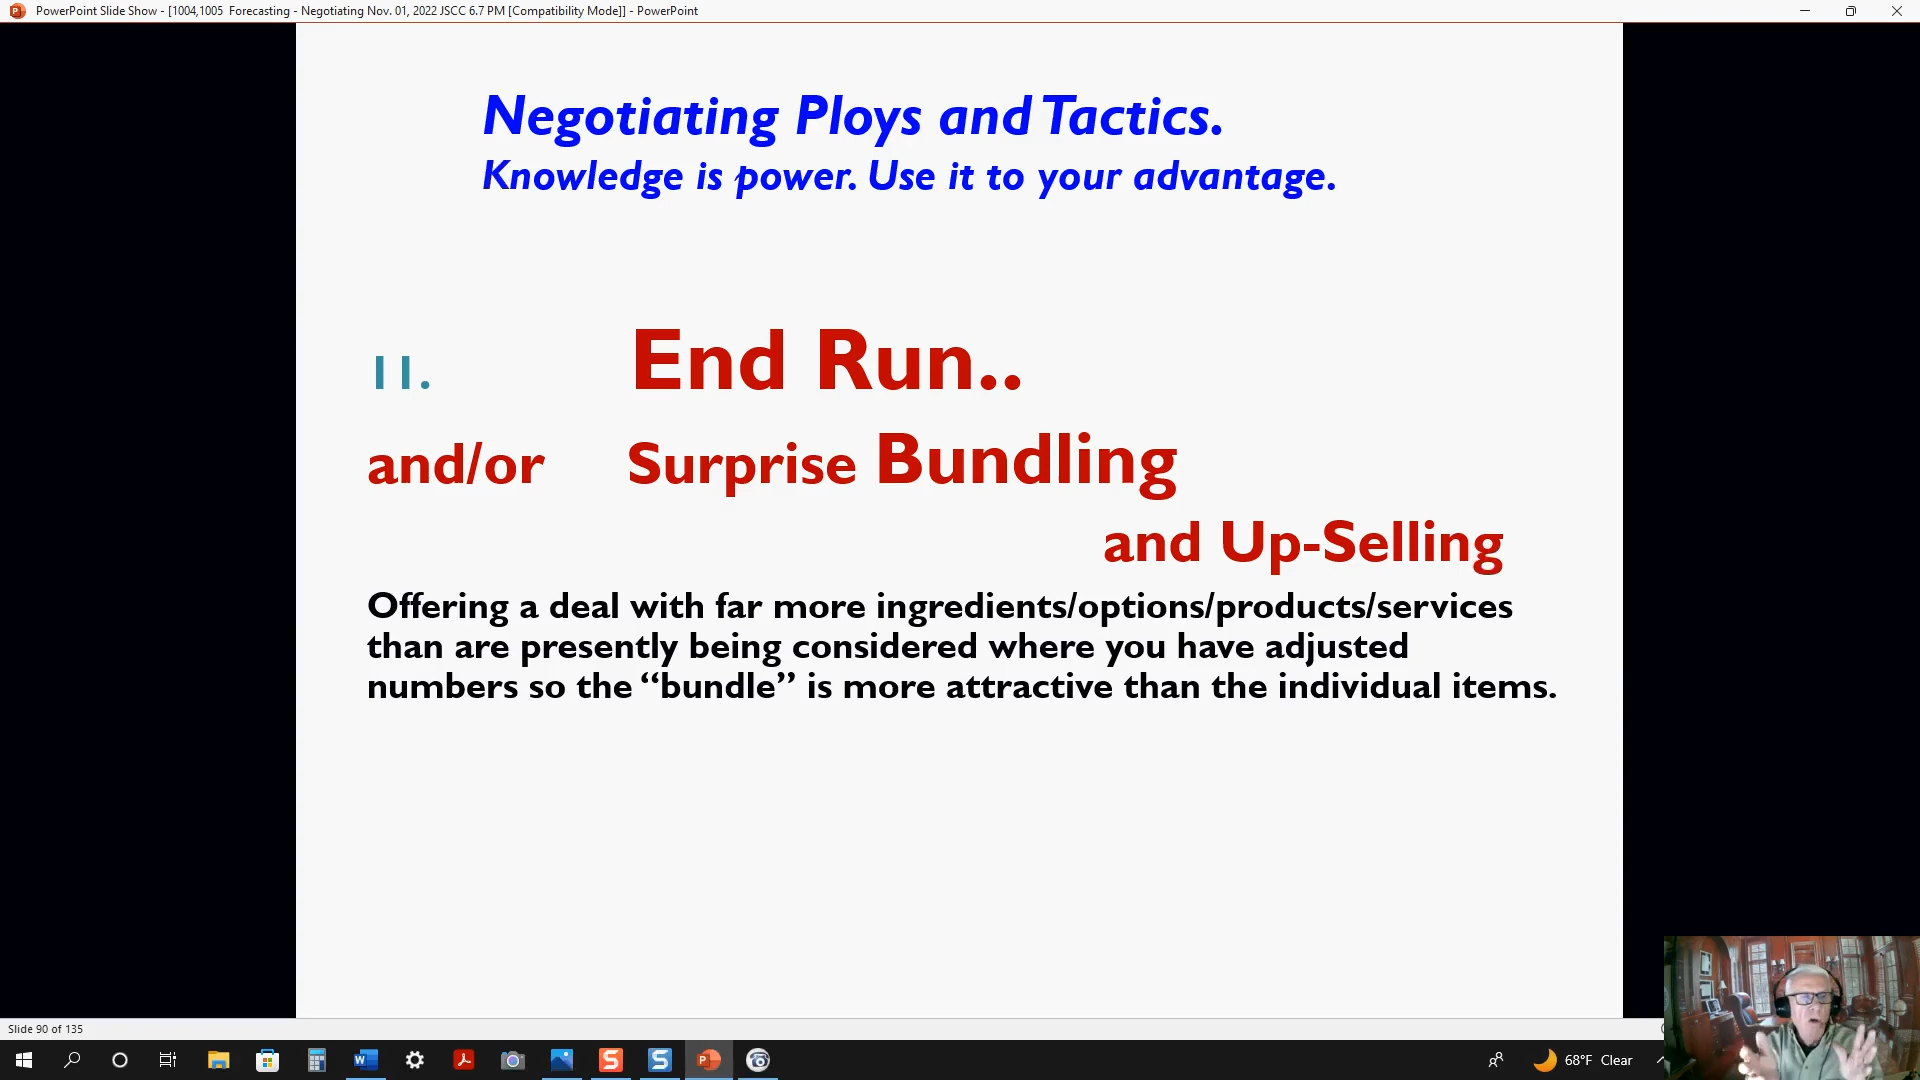 PowerPoint Slide Show - [1004,1005 Forecasting - Negotiating Nov. 01, 2022 JSCC 6.7 PM [Compatibility Mode]] - PowerPoint
Negotiating Ploys and Tactics.
Knowledge is power. Use it to your advantage.
11. End Run..
and/or Surprise Bundling
and Up-Selling
Offering a deal with far more ingredients/options/products/services
than are presently being considered where you have adjusted
numbers so the “bundle” is more attractive than the individual items.
Slide 90 of 135
68°F Clear